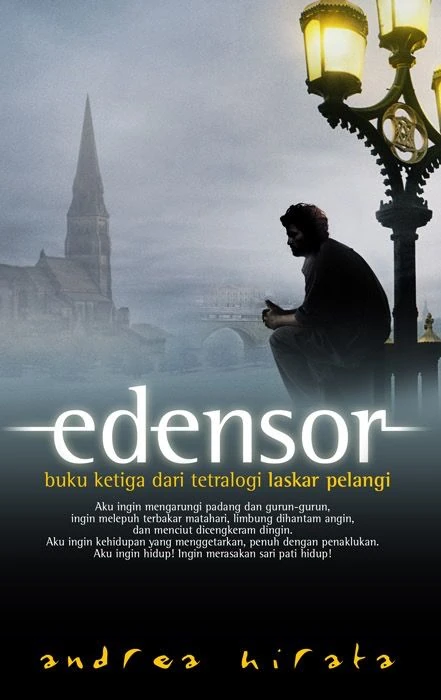 edensor
buku ketiga dari tetralogi laskar pelangi
Aku ingin mengarungi padang dan gurun-gurun,
ingin melepuh terbakar matahari, limbung dihantam angin,
dan menciut dicengkeram dingin.
Aku ingin kehidupan yang menggetarkan, penuh dengan penaklukan.
Aku ingin hidup! Ingin merasakan sari pati hidup!
andrea hirata